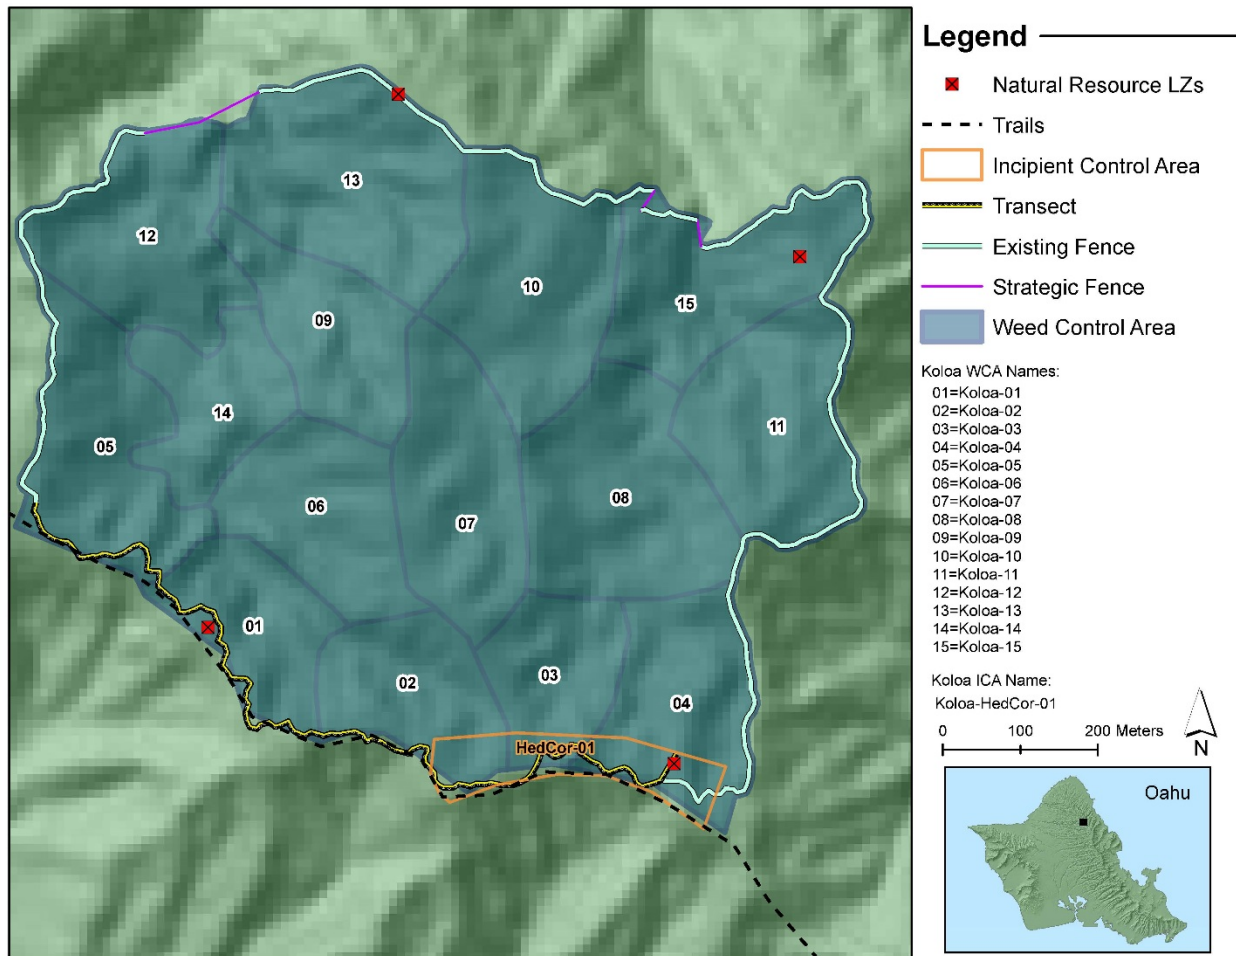 13
12
10
15
09
14
11
05
06
08
07
01
02
03
04
HedCor-01
Legend
Natural Resource LZs
Trails
Incipient Control Area
Transect
Existing Fence
Strategic Fence
Weed Control Area
Koloa WCA Names:
01=Koloa-01
02=Koloa-02
03=Koloa-03
04=Koloa-04
05=Koloa-05
06=Koloa-06
07=Koloa-07
08=Koloa-08
09=Koloa-09
10=Koloa-10
11=Koloa-11
12=Koloa-12
13=Koloa-13
14=Koloa-14
15=Koloa-15
Koloa ICA Name:
Koloa-HedCor-01
0 100 200 Meters
N
Oahu